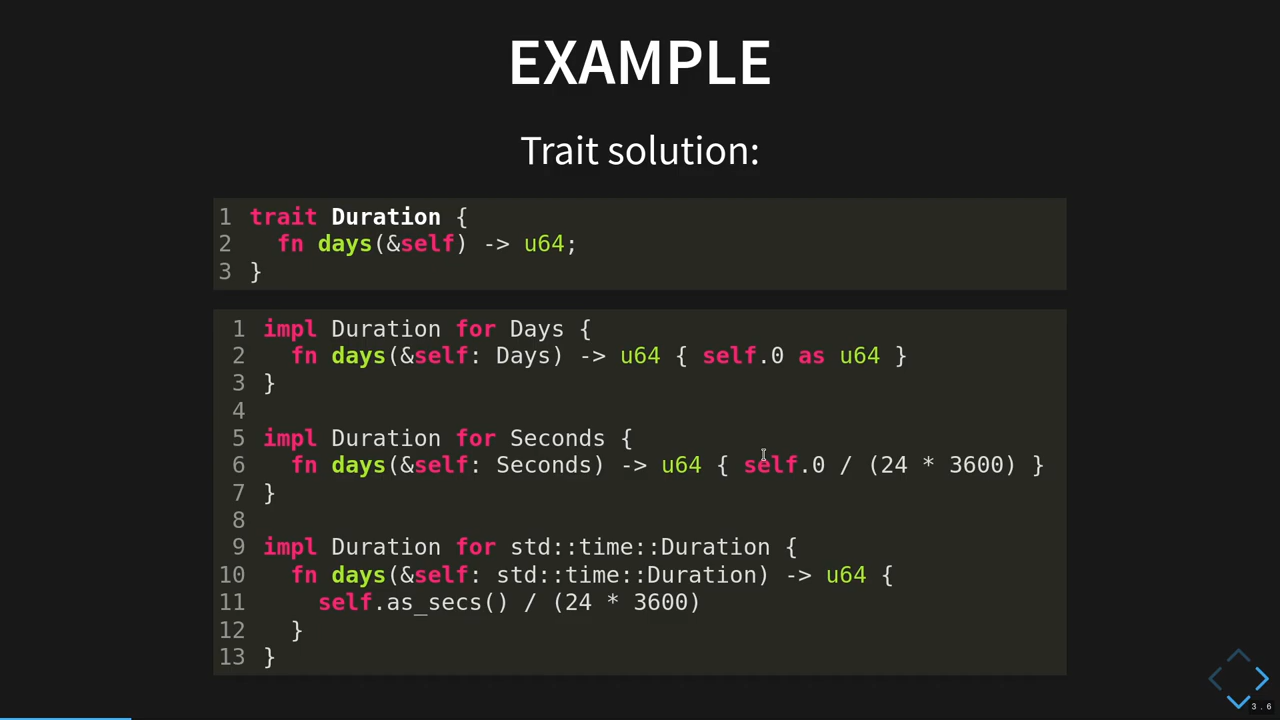 EXAMPLE
Trait solution:
1 trait Duration {
2   fn days(&self) -> u64;
3 }
1 impl Duration for Days {
2   fn days(&self: Days) -> u64 { self.0 as u64 }
3 }
4
5 impl Duration for Seconds {
6   fn days(&self: Seconds) -> u64 { self.0 / (24 * 3600) }
7 }
8
9 impl Duration for std::time::Duration {
10   fn days(&self: std::time::Duration) -> u64 {
11     self.as_secs() / (24 * 3600)
12   }
13 }
3.6